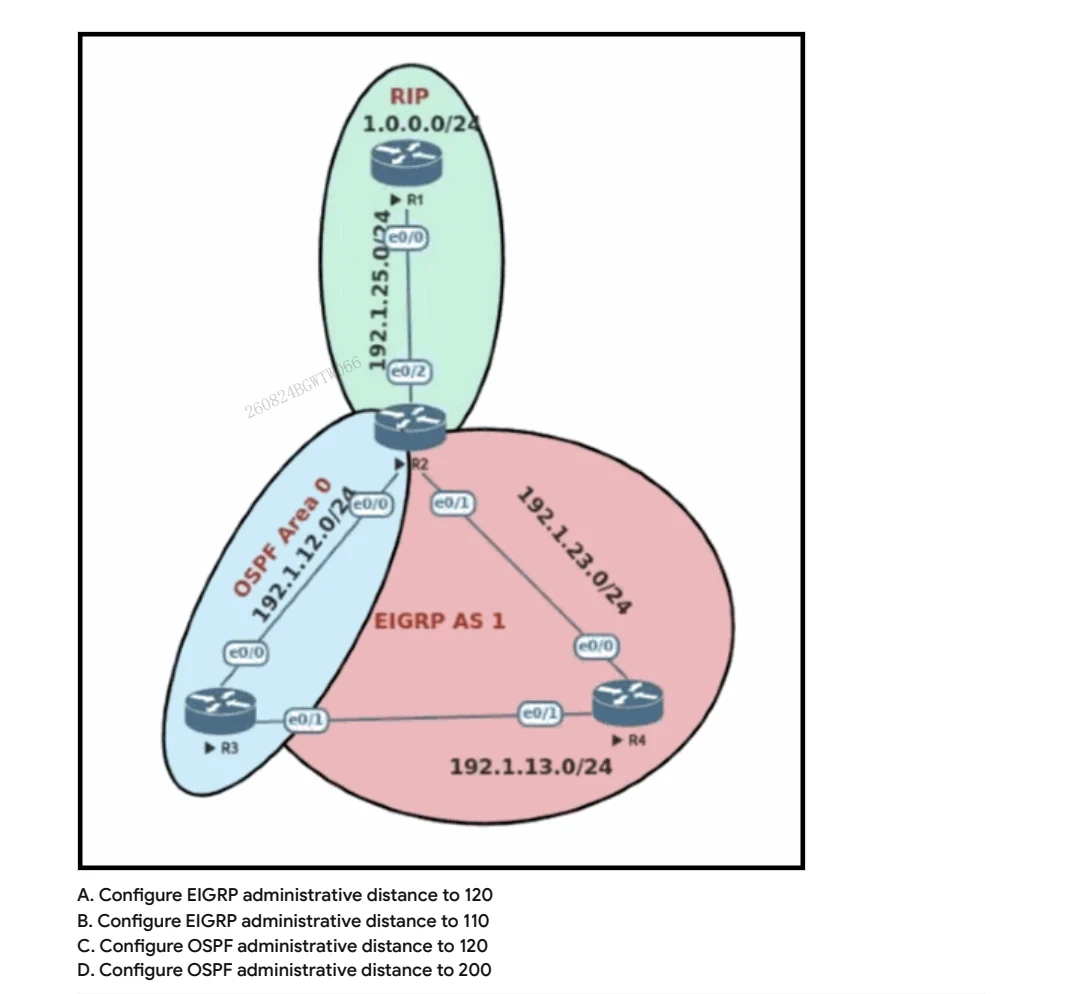 RIP
1.0.0.0/24
R1
e0/0
192.1.25.0/24
e0/2
260824BGWTW066
R2
e0/0
e0/1
OSPF Area 0
192.1.12.0/24
192.1.23.0/24
EIGRP AS 1
e0/0
e0/0
e0/1
e0/1
R3
R4
192.1.13.0/24
A. Configure EIGRP administrative distance to 120
B. Configure EIGRP administrative distance to 110
C. Configure OSPF administrative distance to 120
D. Configure OSPF administrative distance to 200